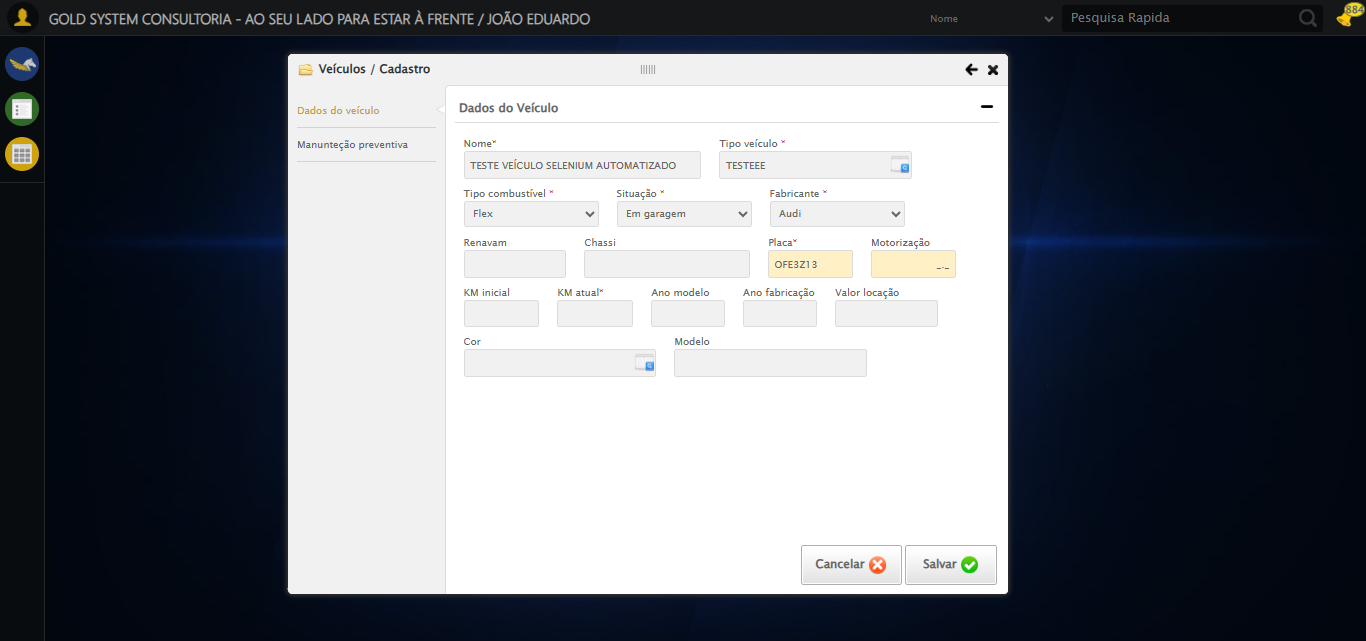 GOLD SYSTEM CONSULTORIA - AO SEU LADO PARA ESTAR À FRENTE / JOÃO EDUARDO
Nome
Pesquisa Rapida
884
Veículos / Cadastro
Dados do veículo
Manunteção preventiva
Dados do Veículo
Nome* Tipo veículo *
TESTE VEÍCULO SELENIUM AUTOMATIZADO TESTEEE
Tipo combustível * Situação * Fabricante *
Flex Em garagem Audi
Renavam Chassi Placa* Motorização
OFE3Z13 _._
KM inicial KM atual* Ano modelo Ano fabricação Valor locação
Cor Modelo
Cancelar Salvar